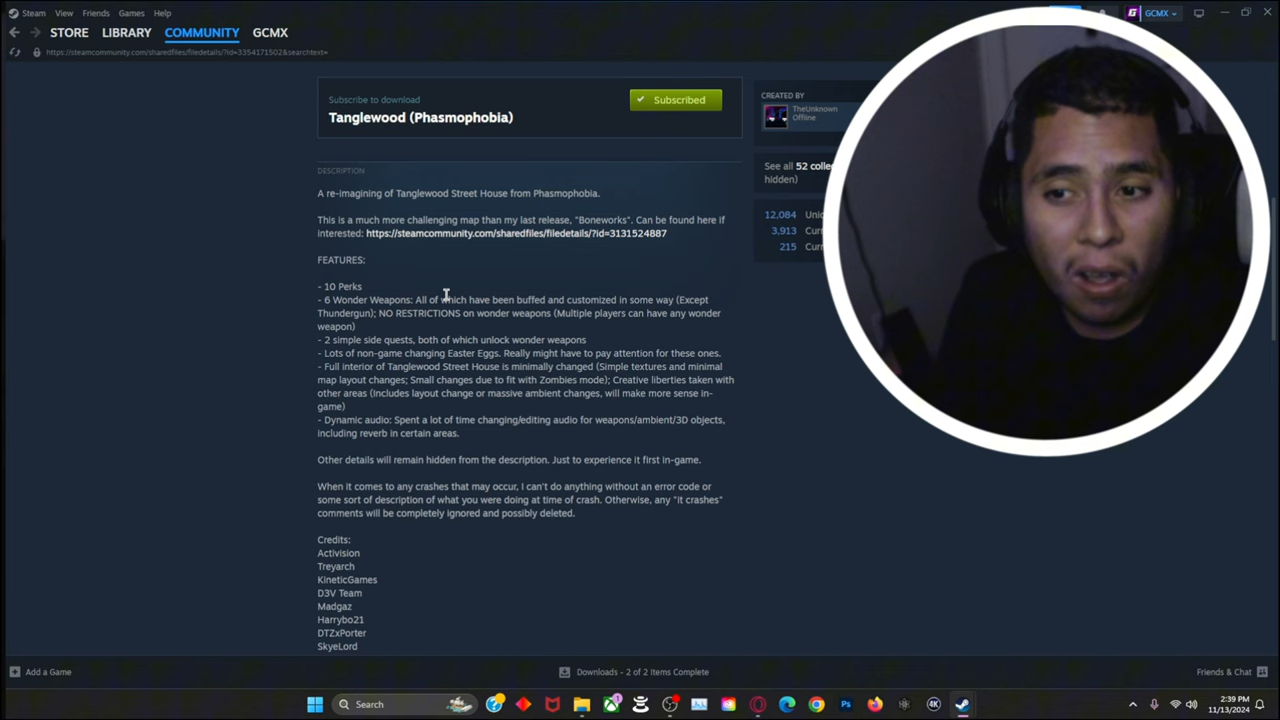 Steam View Friends Games Help
GCMX
STORE LIBRARY COMMUNITY GCMX
https://steamcommunity.com/sharedfiles/filedetails/?id=3354171502&searchtext=
Subscribe to download
Tanglewood (Phasmophobia)
Subscribed
CREATED BY
TheUnknown
Offline
See all 52
hidden)
12,084
3,913
215
DESCRIPTION
A re-imagining of Tanglewood Street House from Phasmophobia.
This is a much more challenging map than my last release, "Boneworks". Can be found here if
interested: https://steamcommunity.com/sharedfiles/filedetails/?id=3131524887
FEATURES:
- 10 Perks
- 6 Wonder Weapons: All of which have been buffed and customized in some way (Except
Thundergun); NO RESTRICTIONS on wonder weapons (Multiple players can have any wonder
weapon)
- 2 simple side quests, both of which unlock wonder weapons
- Lots of non-game changing Easter Eggs. Really might have to pay attention for these ones.
- Full interior of Tanglewood Street House is minimally changed (Simple textures and minimal
map layout changes; Small changes due to fit with Zombies mode); Creative liberties taken with
other areas (Includes layout change or massive ambient changes, will make more sense in-
game)
- Dynamic audio: Spent a lot of time changing/editing audio for weapons/ambient/3D objects,
including reverb in certain areas.
Other details will remain hidden from the description. Just to experience it first in-game.
When it comes to any crashes that may occur, I can't do anything without an error code or
some sort of description of what you were doing at time of crash. Otherwise, any "it crashes"
comments will be completely ignored and possibly deleted.
Credits:
Activision
Treyarch
KineticGames
D3V Team
Madgaz
Harrybo21
DTZxPorter
SkyeLord
Add a Game
Downloads - 2 of 2 Items Complete
Friends & Chat
Search
2:39 PM
11/13/2024